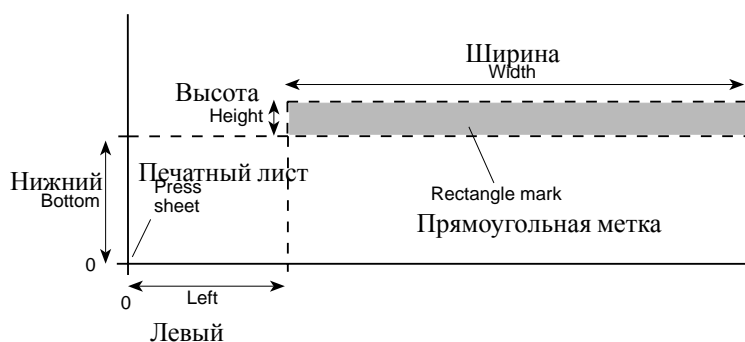 Ширина
Width
Высота
Height
Печатный лист
Press
sheet
Нижний
Bottom
Rectangle mark
Прямоугольная метка
0
0
Left
Левый